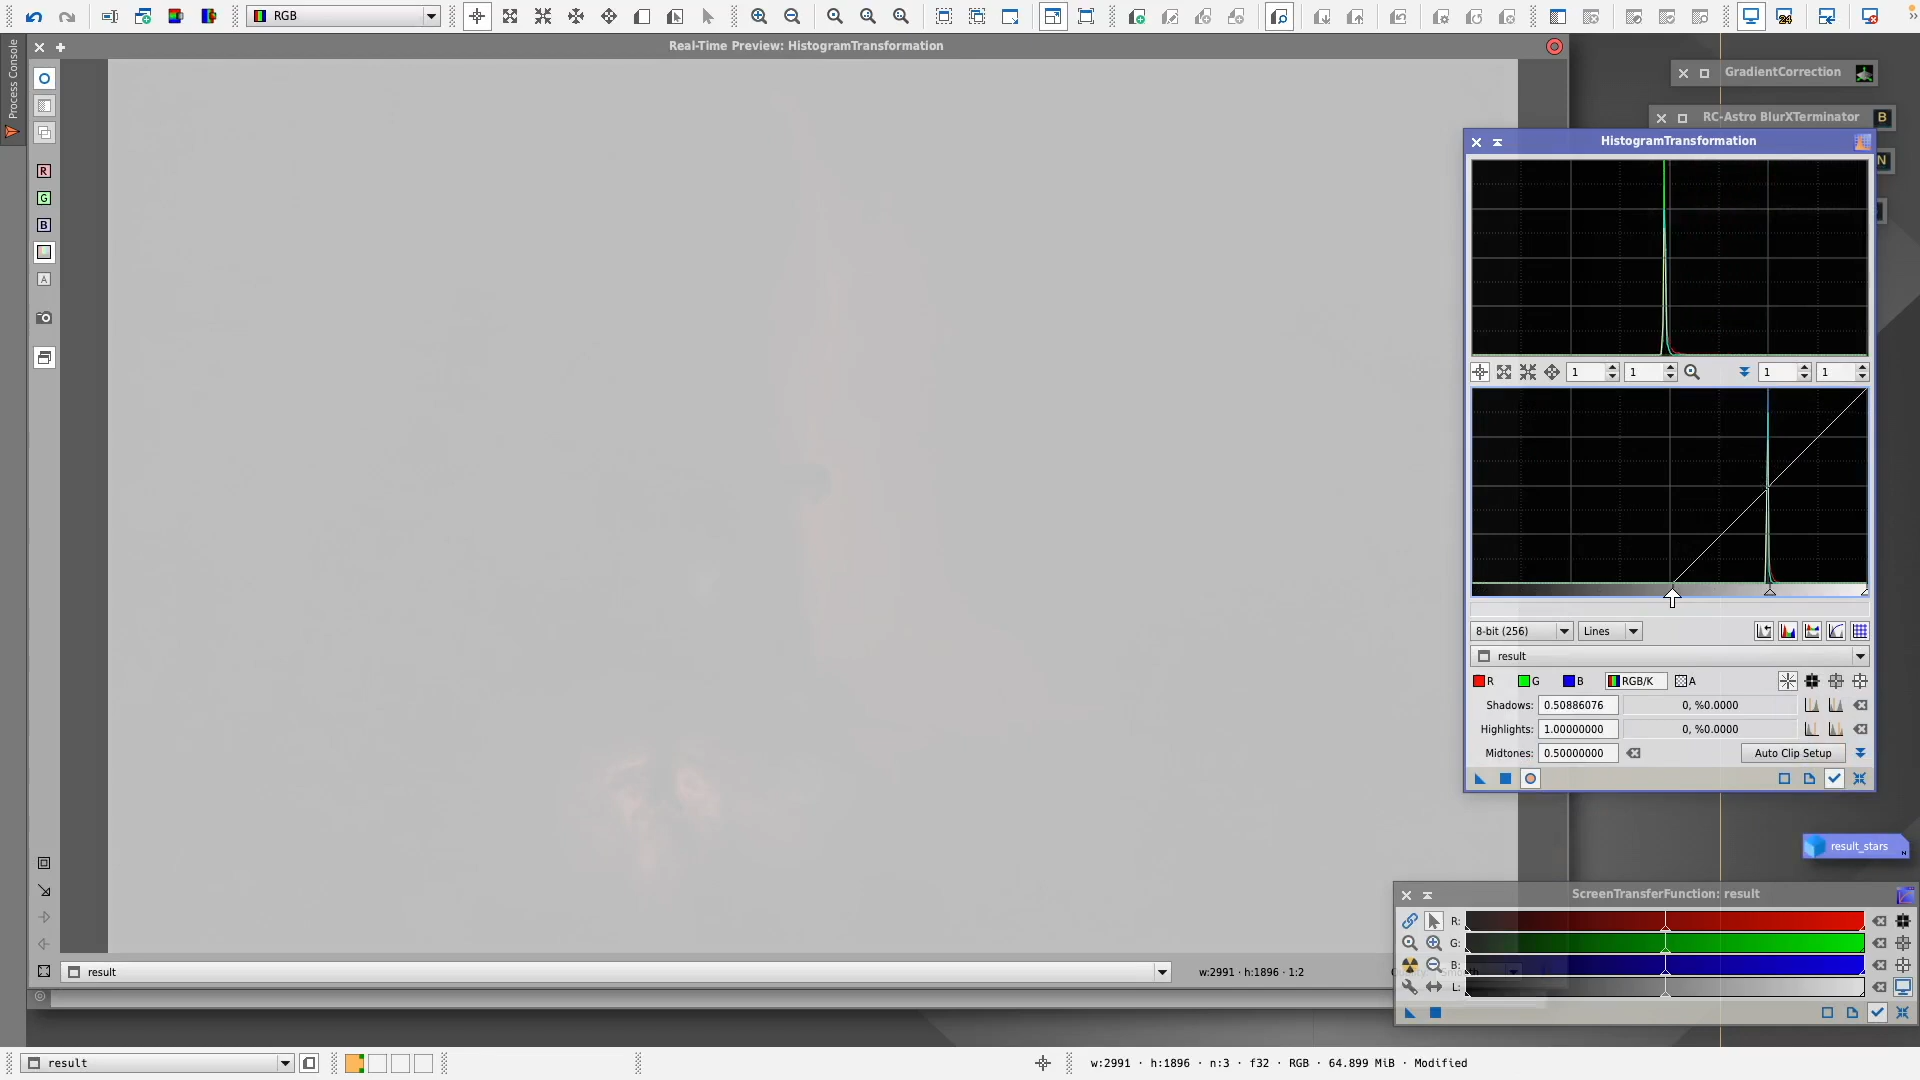 RGB
24
Process Console
Real-Time Preview: HistogramTransformation
GradientCorrection
RC-Astro BlurXTerminator
B
N
HistogramTransformation
R
G
B
A
1
1
1
1
8-bit (256)
Lines
result
R
G
B
RGB/K
A
Shadows:
0.50886076
0, %0.0000
Highlights:
1.00000000
0, %0.0000
Midtones:
0.50000000
Auto Clip Setup
result_stars
N
ScreenTransferFunction: result
R:
G:
B:
L:
result
w:2991 · h:1896 · 1:2
result
w:2991 · h:1896 · n:3 · f32 · RGB · 64.899 MiB · Modified